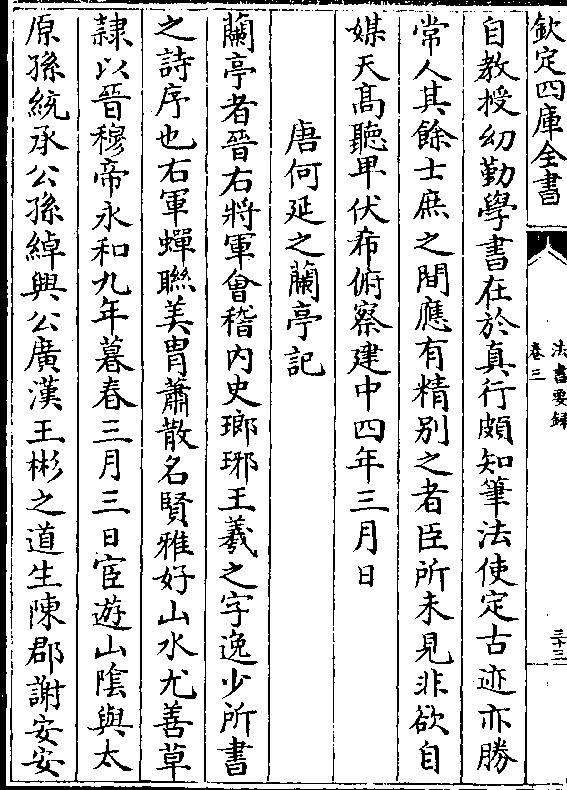 欽定四庫全書
法書要録
卷三
三十三
自教授幼勤學書在於真行頗知筆法使定古迹亦勝
常人其餘士庶之間應有精别之者臣所未見非欲自
媒天髙聽卑伏希俯察建中四年三月日
唐何延之蘭亭記
蘭亭者晉右將軍㑹稽内史瑯琊王羲之字逸少所書
之詩序也右軍蟬聯美胄蕭散名賢雅好山水尤善草
隸以晉穆帝永和九年暮春三月三日宦遊山隂與太
原孫統承公孫綽興公廣漢王彬之道生陳郡謝安安